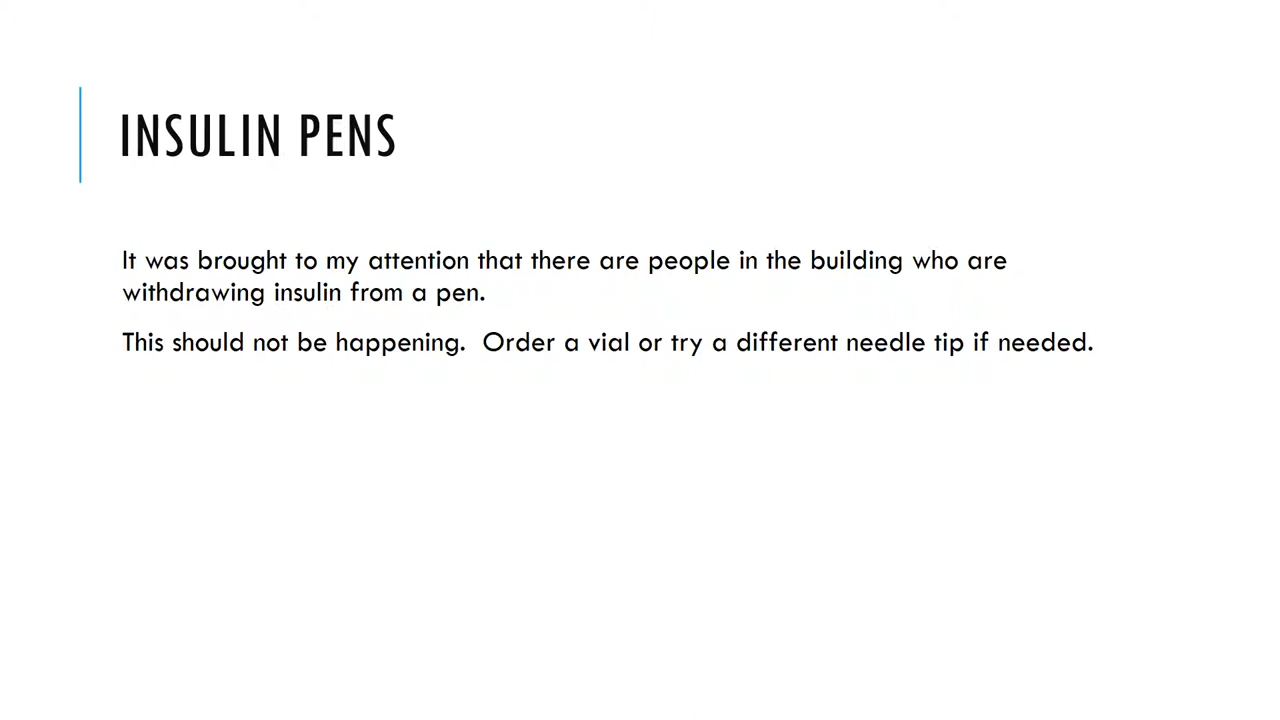 INSULIN PENS
It was brought to my attention that there are people in the building who are
withdrawing insulin from a pen.
This should not be happening.  Order a vial or try a different needle tip if needed.